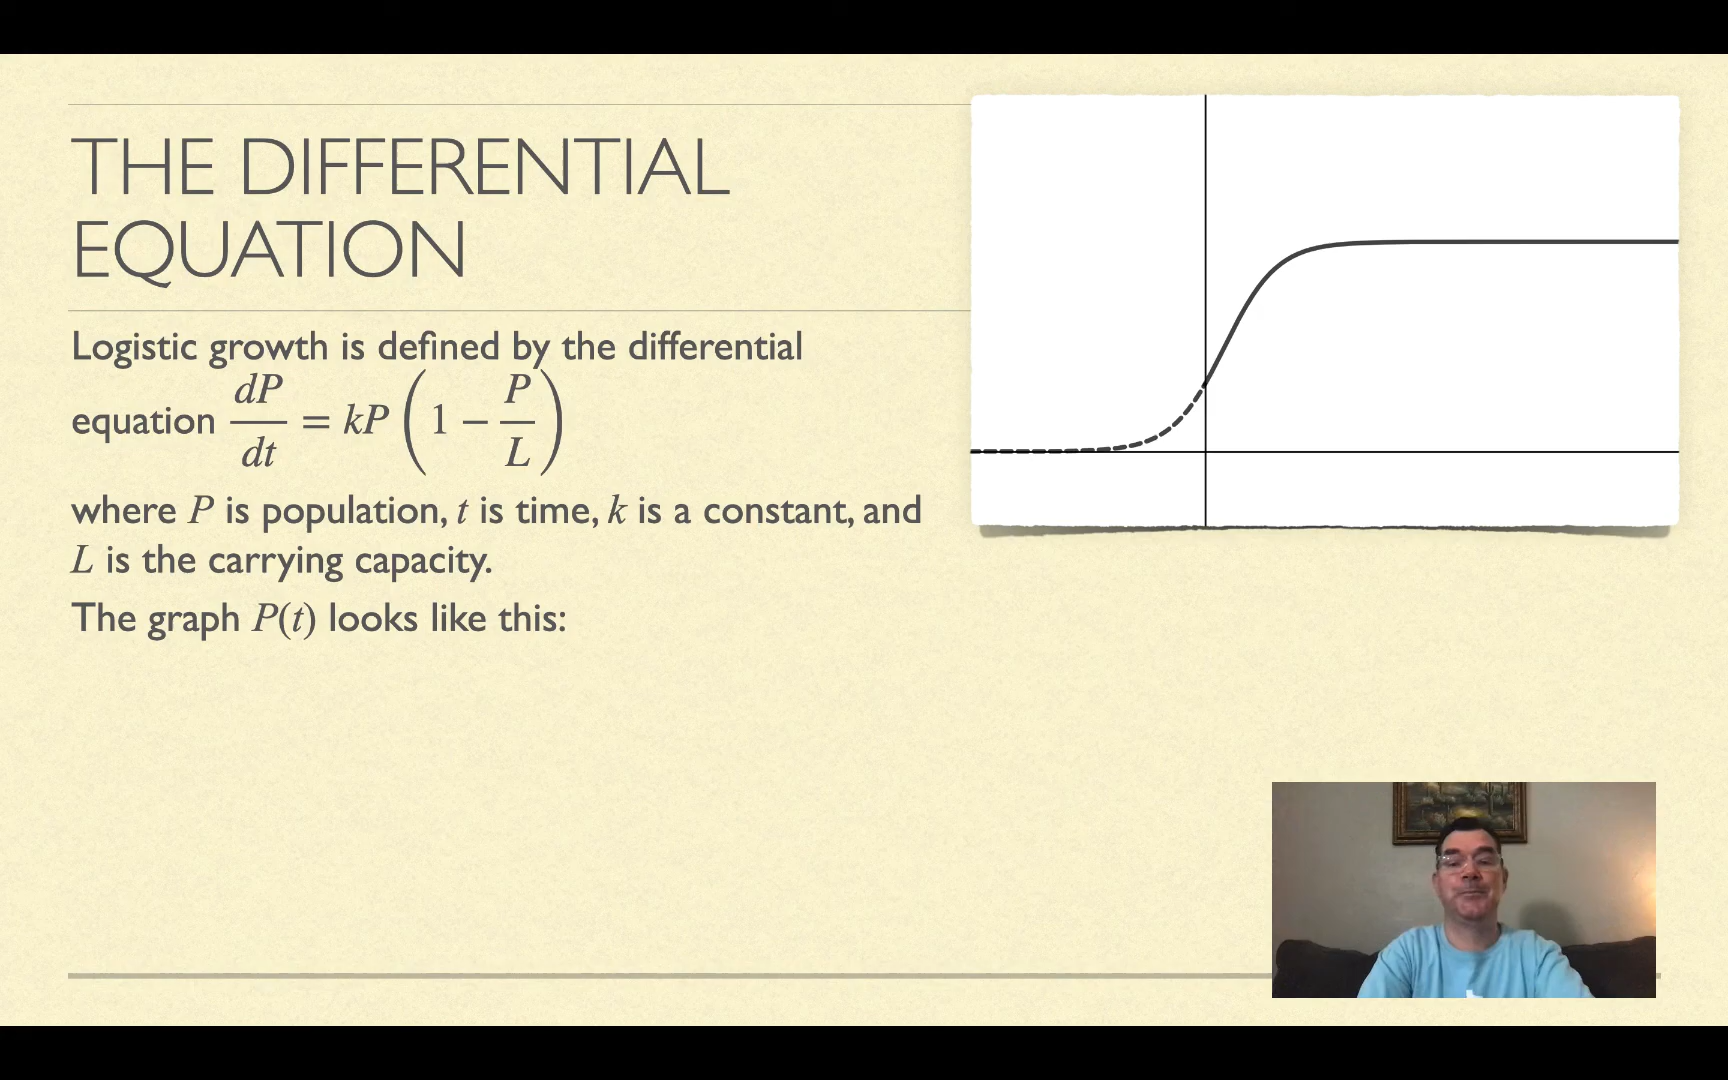 THE DIFFERENTIAL
EQUATION
Logistic growth is defined by the differential
equation dP/dt = kP(1 − P/L)
where P is population, t is time, k is a constant, and
L is the carrying capacity.
The graph P(t) looks like this: